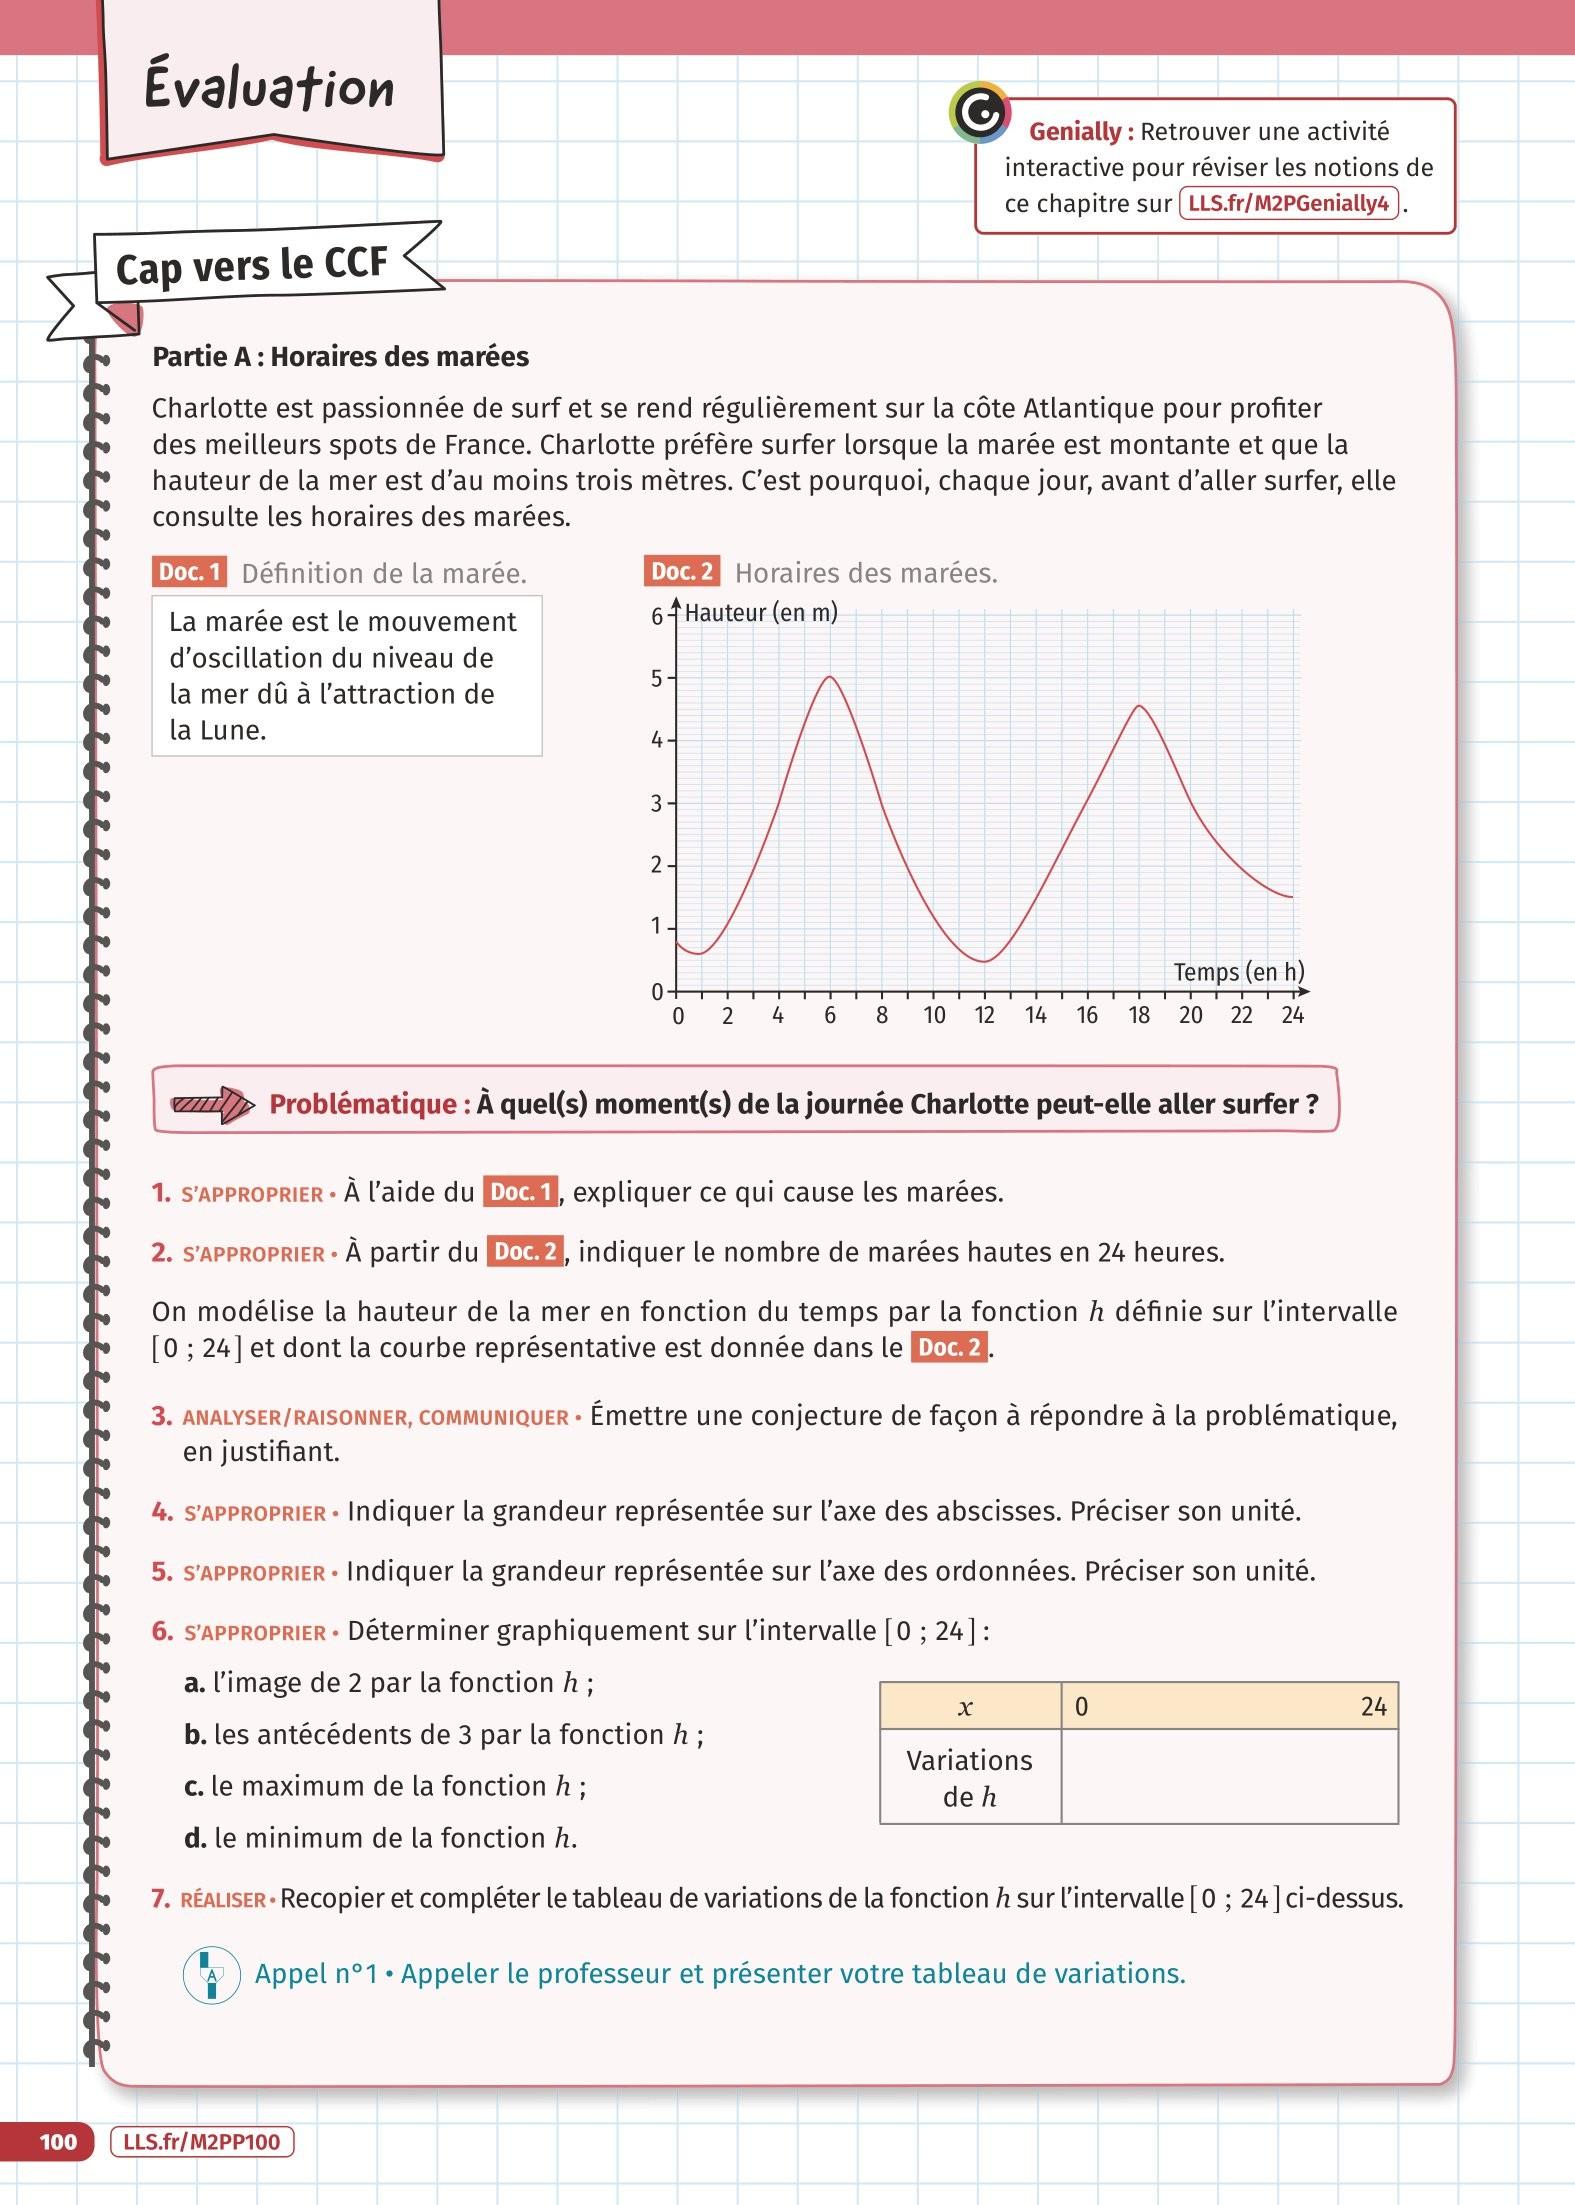 Évaluation
Genially : Retrouver une activité
interactive pour réviser les notions de
ce chapitre sur LLS.fr/M2PGenially4 .
Cap vers le CCF
Partie A : Horaires des marées
Charlotte est passionnée de surf et se rend régulièrement sur la côte Atlantique pour profiter
des meilleurs spots de France. Charlotte préfère surfer lorsque la marée est montante et que la
hauteur de la mer est d’au moins trois mètres. C’est pourquoi, chaque jour, avant d’aller surfer, elle
consulte les horaires des marées.
Doc. 1 Définition de la marée.
La marée est le mouvement
d’oscillation du niveau de
la mer dû à l’attraction de
la Lune.
Doc. 2 Horaires des marées.
Hauteur (en m)
6
5
4
3
2
1
0
Temps (en h)
0 2 4 6 8 10 12 14 16 18 20 22 24
Problématique : À quel(s) moment(s) de la journée Charlotte peut-elle aller surfer ?
1. S’APPROPRIER • À l’aide du Doc. 1, expliquer ce qui cause les marées.
2. S’APPROPRIER • À partir du Doc. 2, indiquer le nombre de marées hautes en 24 heures.
On modélise la hauteur de la mer en fonction du temps par la fonction h définie sur l’intervalle
[0 ; 24] et dont la courbe représentative est donnée dans le Doc. 2.
3. ANALYSER/RAISONNER, COMMUNIQUER • Émettre une conjecture de façon à répondre à la problématique,
en justifiant.
4. S’APPROPRIER • Indiquer la grandeur représentée sur l’axe des abscisses. Préciser son unité.
5. S’APPROPRIER • Indiquer la grandeur représentée sur l’axe des ordonnées. Préciser son unité.
6. S’APPROPRIER • Déterminer graphiquement sur l’intervalle [0 ; 24] :
a. l’image de 2 par la fonction h ;
b. les antécédents de 3 par la fonction h ;
c. le maximum de la fonction h ;
d. le minimum de la fonction h.
x 0 24
Variations
de h
7. RÉALISER • Recopier et compléter le tableau de variations de la fonction h sur l’intervalle [0 ; 24] ci-dessus.
A
Appel n°1 • Appeler le professeur et présenter votre tableau de variations.
100 LLS.fr/M2PP100